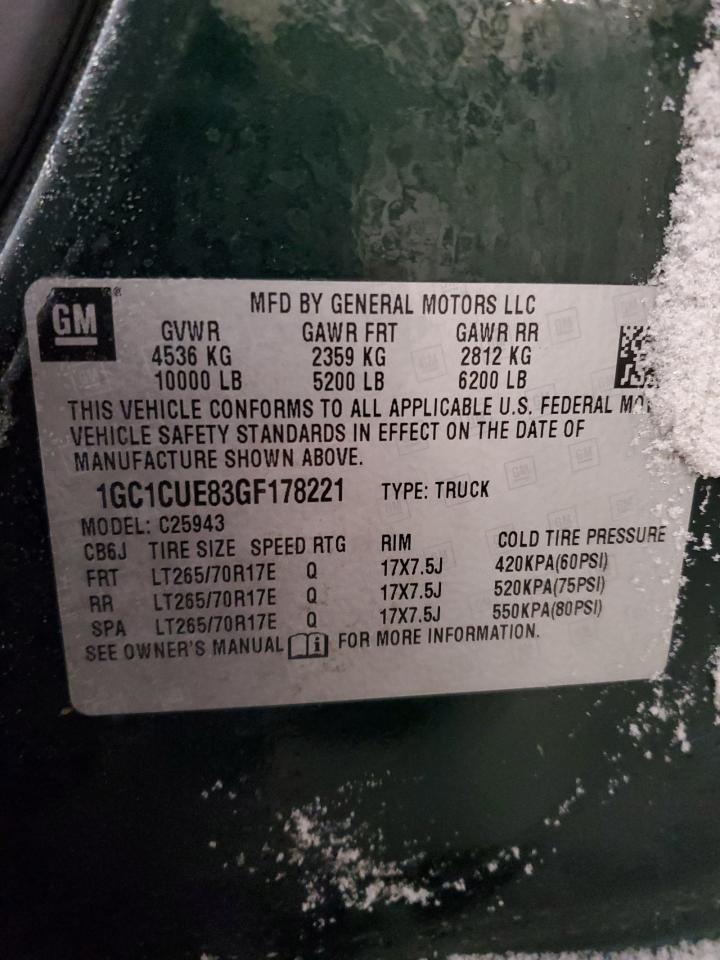 GM
MFD BY GENERAL MOTORS LLC
GVWR GAWR FRT GAWR RR
4536 KG 2359 KG 2812 KG
10000 LB 5200 LB 6200 LB
THIS VEHICLE CONFORMS TO ALL APPLICABLE U.S. FEDERAL
VEHICLE SAFETY STANDARDS IN EFFECT ON THE DATE OF
MANUFACTURE SHOWN ABOVE.
1GC1CUE83GF178221 TYPE: TRUCK
MODEL: C25943
CB6J TIRE SIZE SPEED RTG RIM COLD TIRE PRESSURE
FRT LT265/70R17E Q 17X7.5J 420KPA(60PSI)
RR LT265/70R17E Q 17X7.5J 520KPA(75PSI)
SPA LT265/70R17E Q 17X7.5J 550KPA(80PSI)
SEE OWNER'S MANUAL i FOR MORE INFORMATION.